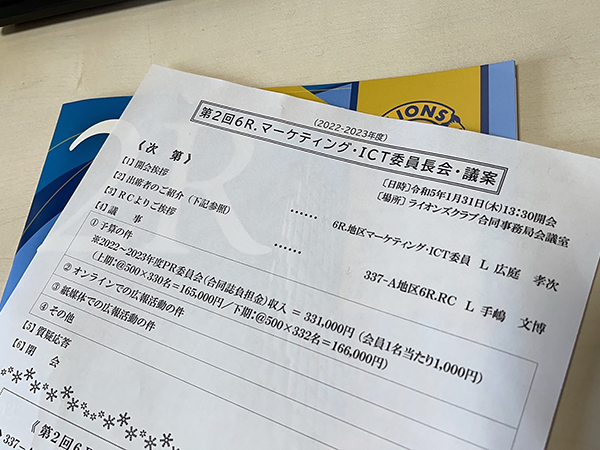 (2022-2023年度)
第2回6R.マーケティング・ICT委員長会・議案
〔日時〕令和5年1月31日(木)13:30開会
〔場所〕ライオンズクラブ合同事務局会議室
《次 第》
【1】開会挨拶
【2】出席者のご紹介(下記参照)
【3】RCよりご挨拶
・・・・・・ 6R.地区マーケティング・ICT委員 L 広庭 孝次
・・・・・・ 337-A地区6R.RC L 手嶋 文博
【4】議 事
① 予算の件
※2022〜2023年度PR委員会(合同誌負担金)収入 = 331,000円(会員1名当たり1,000円)
(上期:@500×330名=165,000円/下期:@500×332名=166,000円)
② オンラインでの広報活動の件
③ 紙媒体での広報活動の件
④ その他
【5】質疑応答
【6】閉 会
《第2回6
337-
IONS
2R